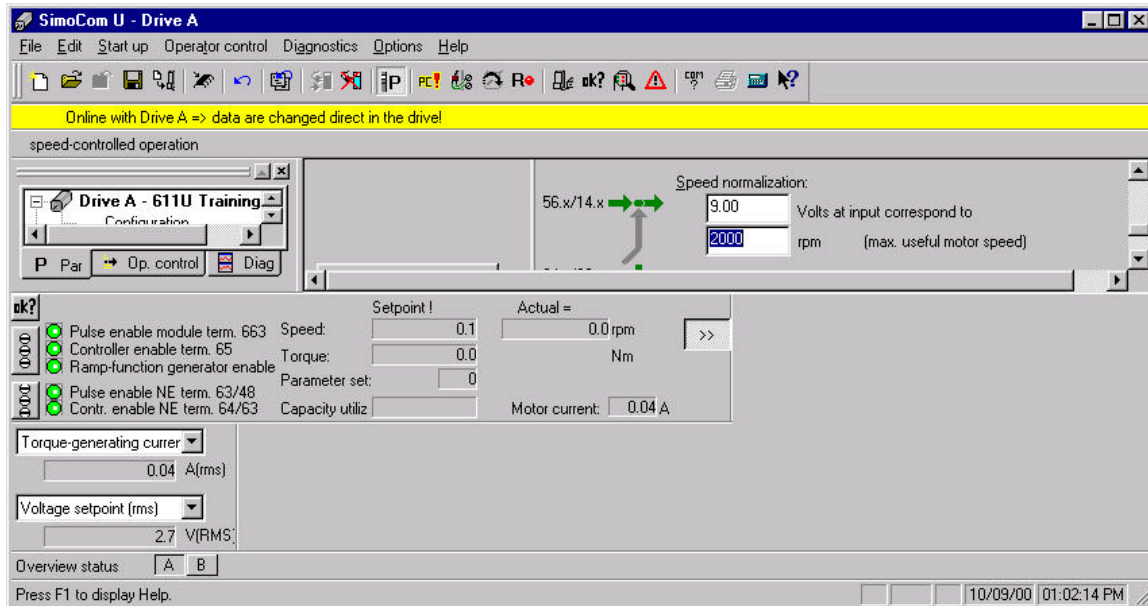 SimoCom U - Drive A
File Edit Start up Operator control Diagnostics Options Help
P PC! R ok? com ?
Online with Drive A => data are changed direct in the drive!
speed-controlled operation
Drive A - 611U Training
Configuration
P Par Op. control Diag
56.x/14.x
Speed normalization:
9.00 Volts at input correspond to
2000 rpm (max. useful motor speed)
ok?
Setpoint ! Actual =
Pulse enable module term. 663 Speed: 0.1 0.0 rpm >>
Controller enable term. 65
Ramp-function generator enable Torque: 0.0 Nm
Parameter set: 0
Pulse enable NE term. 63/48
Contr. enable NE term. 64/63 Capacity utiliz Motor current: 0.04 A
Torque-generating currer
0.04 A(rms)
Voltage setpoint (rms)
2.7 V(RMS)
Overview status A B
Press F1 to display Help. 10/09/00 01:02:14 PM